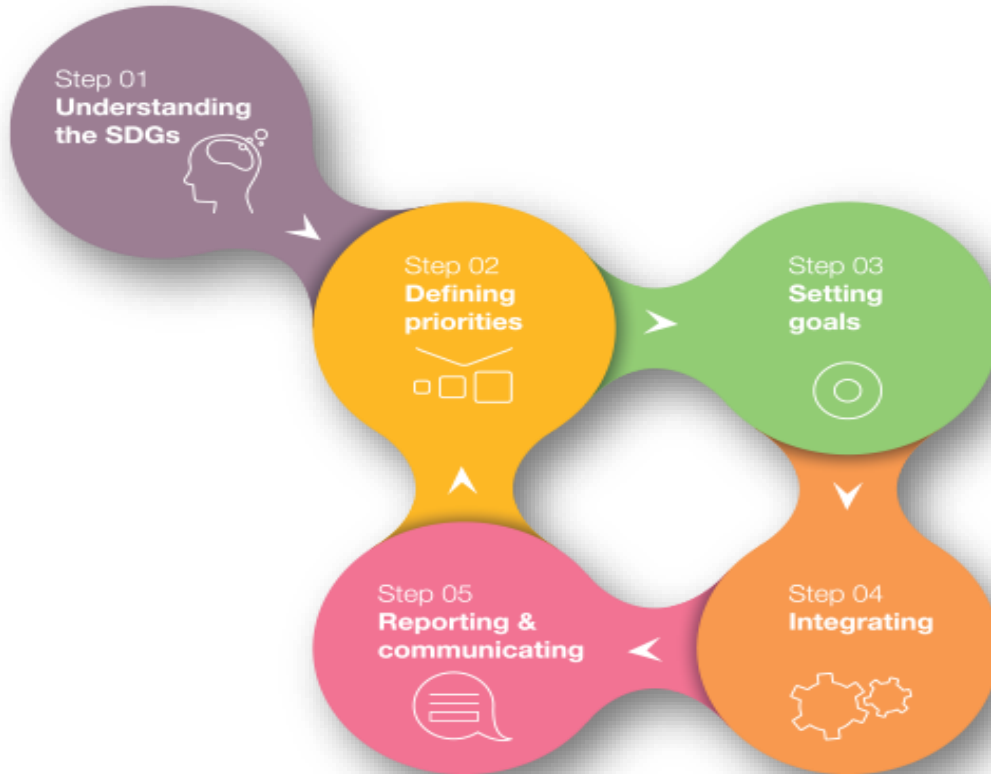 Step 01
Understanding
the SDGs
Step 02
Defining
priorities
Step 03
Setting
goals
Step 04
Integrating
Step 05
Reporting &
communicating